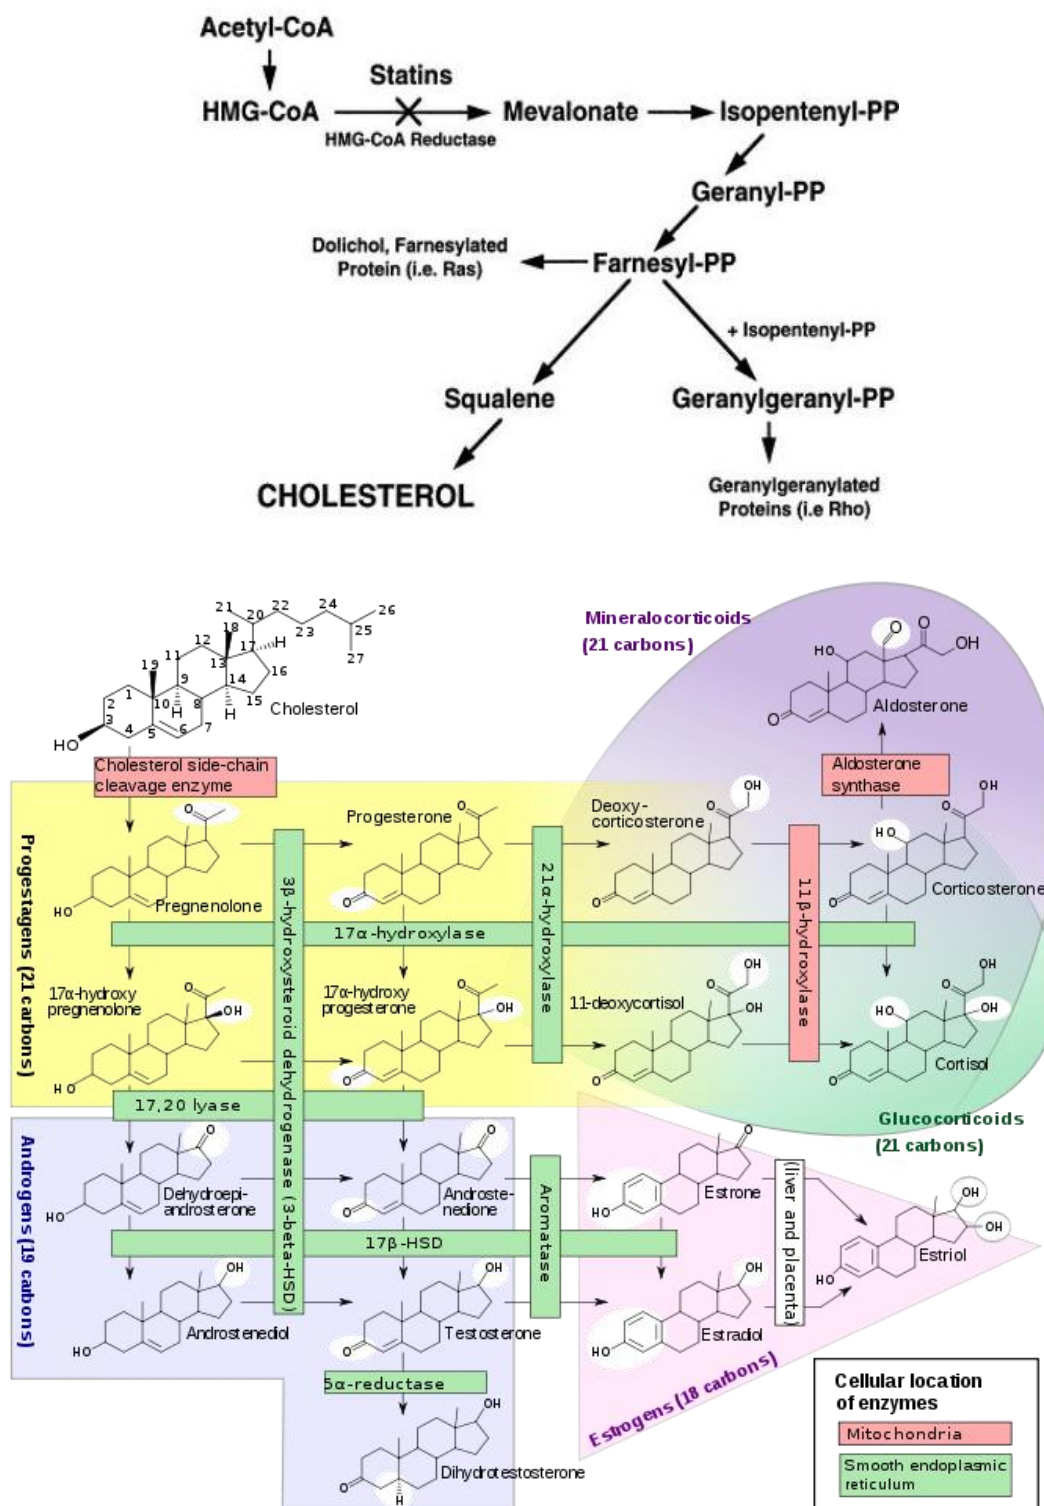 Acetyl-CoA
Statins
HMG-CoA
Mevalonate
Isopentenyl-PP
HMG-CoA Reductase
Geranyl-PP
Dolichol, Farnesylated
Protein (i.e. Ras)
Farnesyl-PP
+ Isopentenyl-PP
Squalene
Geranylgeranyl-PP
CHOLESTEROL
Geranylgeranylated
Proteins (i.e Rho)
21
20
22
24
26
18
23
25
12
17
H
27
11
13
16
19
9
14
1
15
2
10
8
H
H
3
5
7
4
6
HO
Cholesterol
Mineralocorticoids
(21 carbons)
O
O
HO
OH
O
Aldosterone
Cholesterol side-chain
cleavage enzyme
Aldosterone
synthase
Progestagens (21 carbons)
O
HO
Pregnenolone
3β-hydroxysteroid dehydrogenase (3-beta-HSD)
Progesterone
O
O
21α-hydroxylase
Deoxy-
corticosterone
OH
O
O
11β-hydroxylase
OH
O
HO
O
Corticosterone
17α-hydroxylase
17α-hydroxy
pregnenolone
O
OH
HO
17α-hydroxy
progesterone
O
OH
O
11-deoxycortisol
OH
O
OH
O
OH
O
HO
OH
O
Cortisol
17,20 lyase
Glucocorticoids
(21 carbons)
Androgens (19 carbons)
O
HO
Dehydroepi-
androsterone
O
O
Androste-
nedione
Aromatase
O
HO
Estrone
(liver and placenta)
OH
OH
HO
Estriol
17β-HSD
OH
HO
Androstenediol
OH
O
Testosterone
OH
HO
Estradiol
Estrogens (18 carbons)
5α-reductase
OH
O
H
Dihydrotestosterone
Cellular location
of enzymes
Mitochondria
Smooth endoplasmic
reticulum